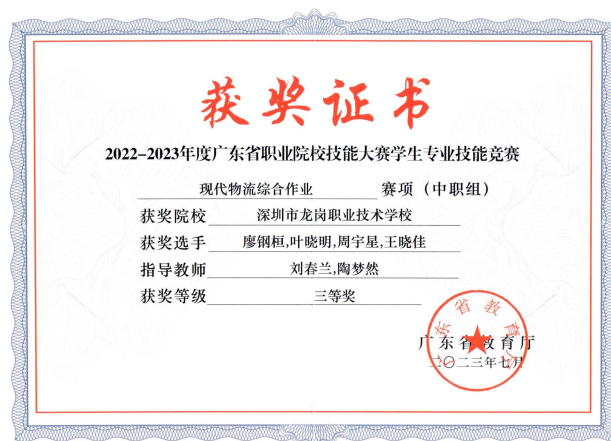 获奖证书
2022-2023年度广东省职业院校技能大赛学生专业技能竞赛
现代物流综合作业 赛项（中职组）
获奖院校 深圳市龙岗职业技术学校
获奖选手 廖钢桓,叶晓明,周宇星,王晓佳
指导教师 刘春兰,陶梦然
获奖等级 三等奖
广东省教育厅
广东省教育厅
二〇二三年七月